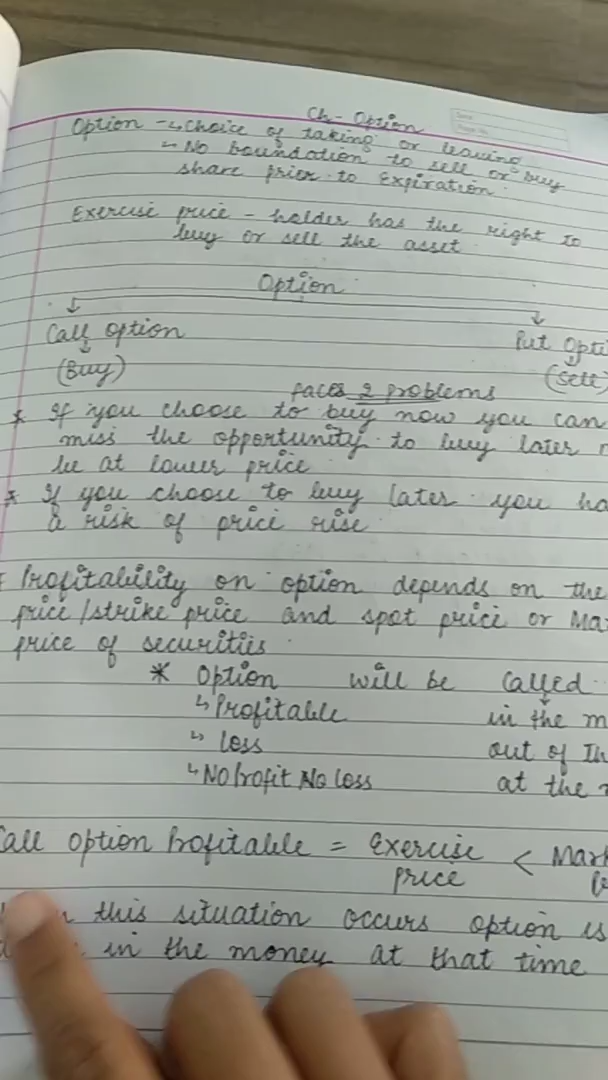 Ch- Option
Option → choice of taking or leaving
↳ No boundation to sell or buy
share prior to Expiration.
Exercise price - holder has the right to
buy or sell the asset.
Option
↓ ↓
Call option Put Opti
↓ ↓
(Buy) (Sell)
faces 2 problems
* If you choose to buy now you can
miss the opportunity to buy later
be at lower price
* If you choose to buy later you ha
a risk of price rise
Profitability on option depends on the
price/strike price and spot price or Ma
price of securities
* Option will be called
↳ Profitable in the m
↳ loss out of Th
↳ No Profit No loss at the
Call option Profitable = Exercise < Mark
price
this situation occurs option is
in the money at that time